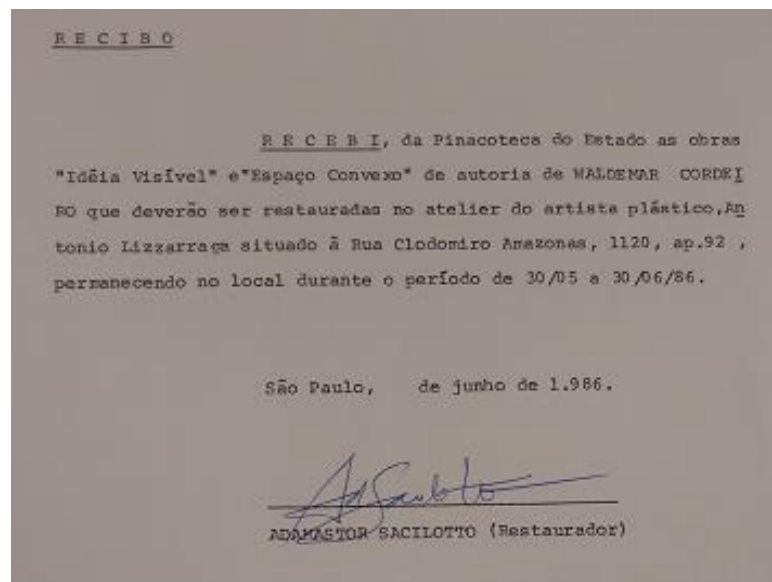 R E C I B O
R E C E B I, da Pinacoteca do Estado as obras
"Idéia Visível" e"Espaço Convexo" de autoria de WALDEMAR CORDEI
RO que deverão ser restauradas no atelier do artista plástico,An
tonio Lizzarraga situado à Rua Clodomiro Amazonas, 1120, ap.92 ,
permanecendo no local durante o período de 30/05 a 30/06/86.
São Paulo, de junho de 1.986.
Ad Sacilotto
ADAMASTOR SACILOTTO (Restaurador)